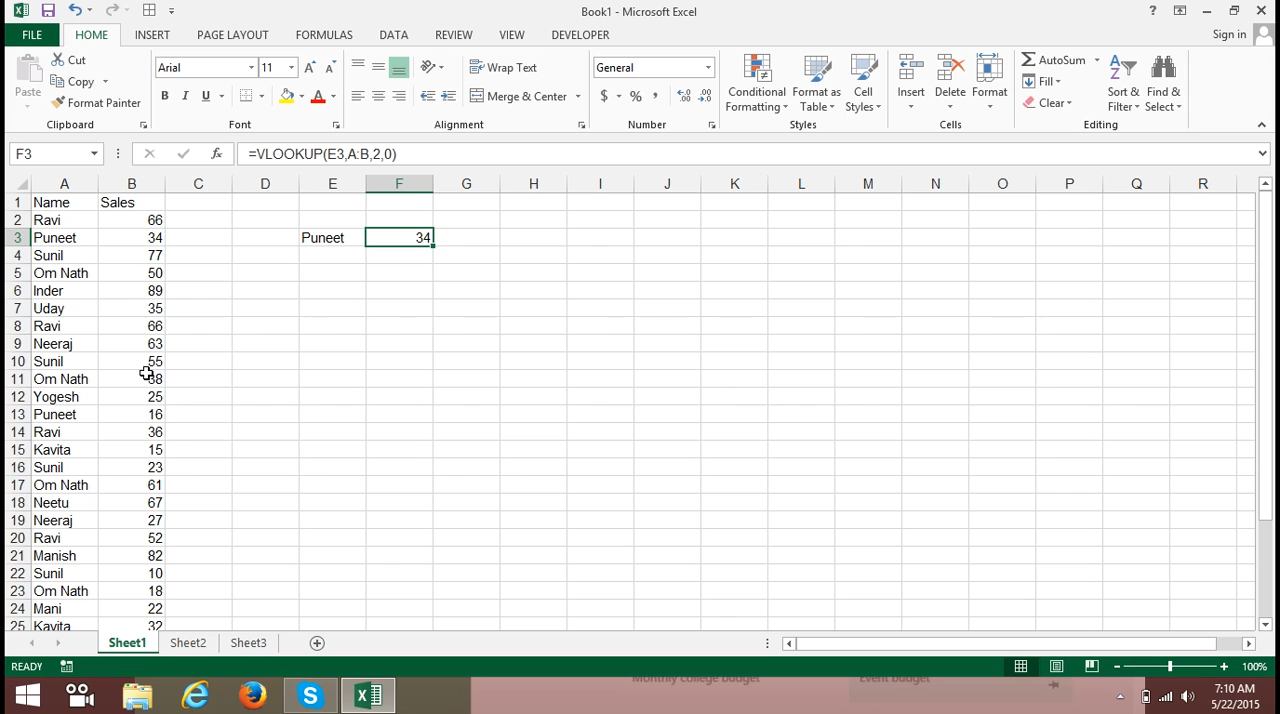 Book1 - Microsoft Excel
?
FILE HOME INSERT PAGE LAYOUT FORMULAS DATA REVIEW VIEW DEVELOPER Sign in
Paste
Cut
Copy
Format Painter
Clipboard
Arial 11
B I U
Font
Wrap Text
Merge & Center
Alignment
General
$ % ,
Number
Conditional Formatting
Format as Table
Cell Styles
Styles
Insert Delete Format
Cells
AutoSum
Fill
Clear
Sort & Filter
Find & Select
Editing
F3 fx =VLOOKUP(E3,A:B,2,0)
A B C D E F G H I J K L M N O P Q R
1 Name Sales
2 Ravi 66
3 Puneet 34 Puneet 34
4 Sunil 77
5 Om Nath 50
6 Inder 89
7 Uday 35
8 Ravi 66
9 Neeraj 63
10 Sunil 55
11 Om Nath 38
12 Yogesh 25
13 Puneet 16
14 Ravi 36
15 Kavita 15
16 Sunil 23
17 Om Nath 61
18 Neetu 67
19 Neeraj 27
20 Ravi 52
21 Manish 82
22 Sunil 10
23 Om Nath 18
24 Mani 22
25 Kavita 32
Sheet1 Sheet2 Sheet3
READY 100%
Monthly college budget Event budget
7:10 AM
5/22/2015